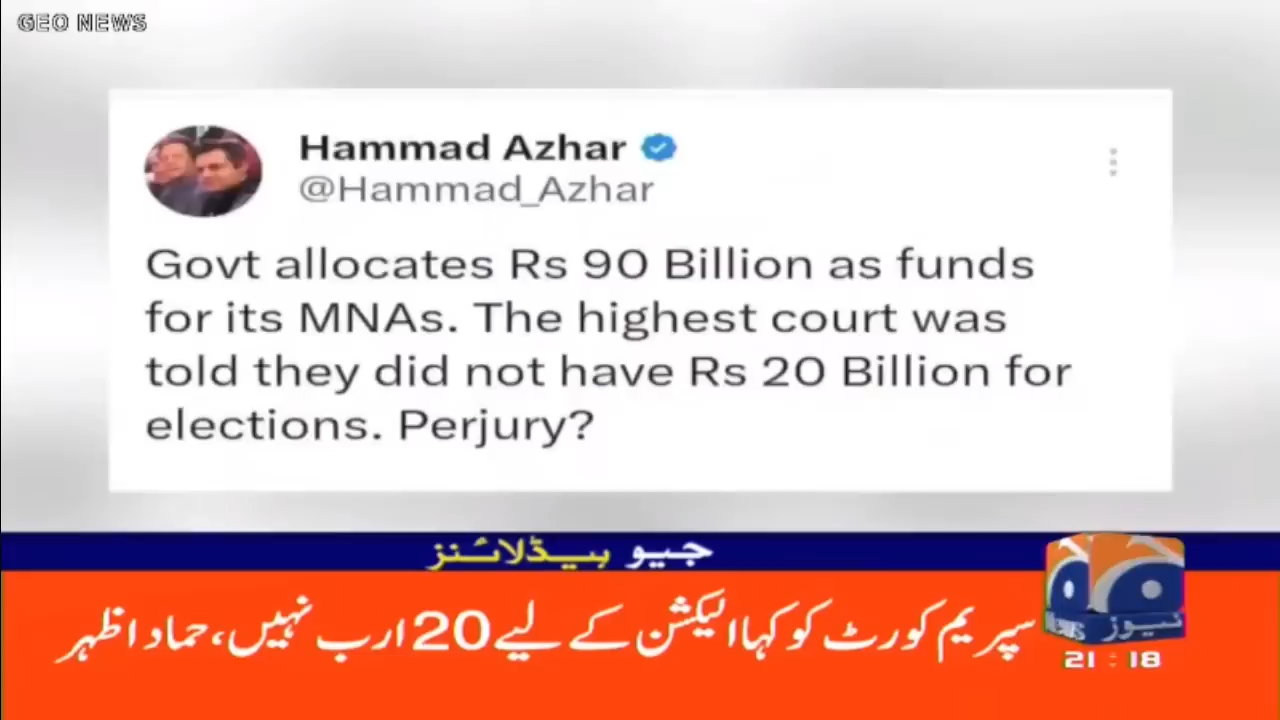 GEO NEWS
Hammad Azhar
@Hammad_Azhar
Govt allocates Rs 90 Billion as funds
for its MNAs. The highest court was
told they did not have Rs 20 Billion for
elections. Perjury?
جیو ہیڈلائنز
سپریم کورٹ کو کہا الیکشن کے لیے 20 ارب نہیں، حماد اظہر
News نیوز
21:18